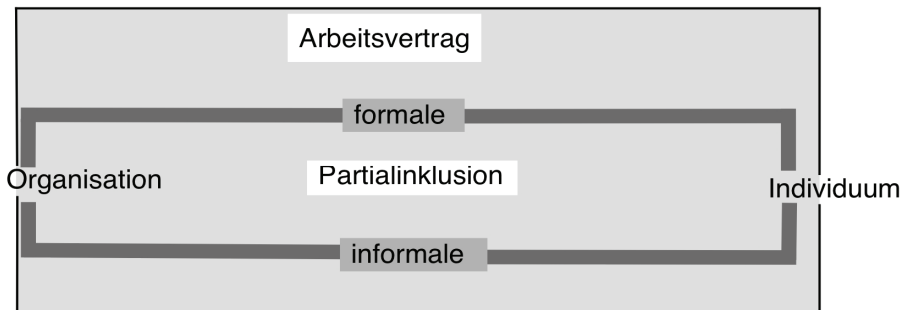 Arbeitsvertrag
formale
Organisation
Partialinklusion
Individuum
informale